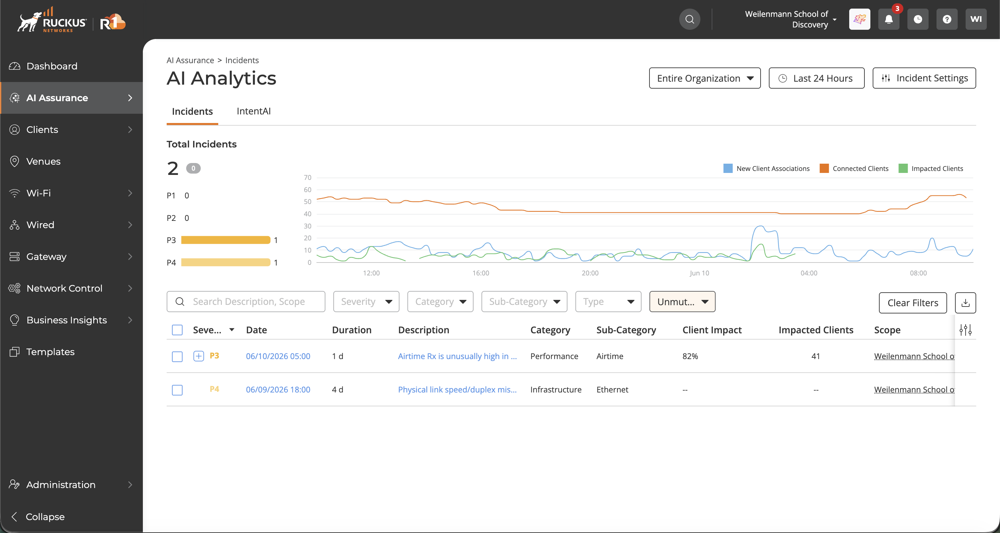 RUCKUS
NETWORKS
R1
Weilenmann School of
Discovery
3
?
WI
Dashboard
AI Assurance
Clients
Venues
Wi-Fi
Wired
Gateway
Network Control
Business Insights
Templates
Administration
Collapse
AI Assurance > Incidents
AI Analytics
Entire Organization
Last 24 Hours
Incident Settings
Incidents
IntentAI
Total Incidents
2 0
P1 0
P2 0
P3 1
P4 1
New Client Associations
Connected Clients
Impacted Clients
70
60
50
40
30
20
10
0
12:00 16:00 20:00 Jun 10 04:00 08:00
Search Description, Scope
Severity
Category
Sub-Category
Type
Unmut...
Clear Filters
Seve... Date Duration Description Category Sub-Category Client Impact Impacted Clients Scope
P3 06/10/2026 05:00 1 d Airtime Rx is unusually high in ... Performance Airtime 82% 41 Weilenmann School o
P4 06/09/2026 18:00 4 d Physical link speed/duplex mis... Infrastructure Ethernet -- -- Weilenmann School o